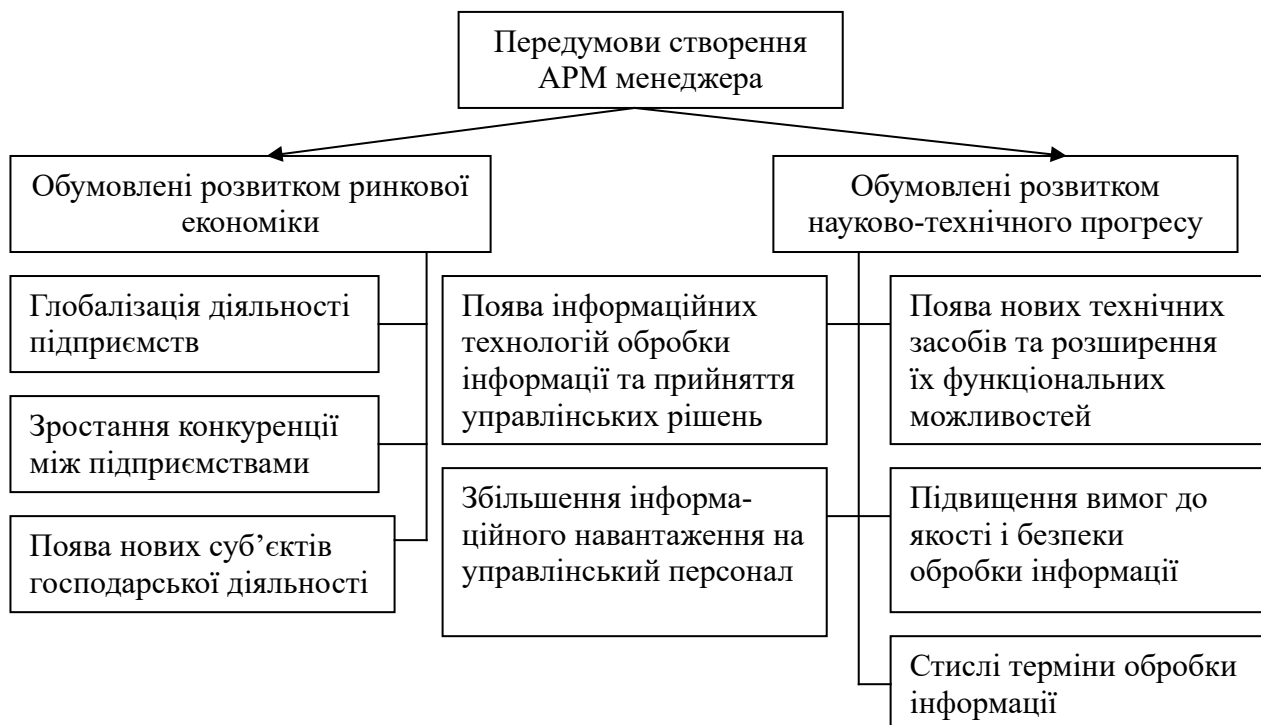 Передумови створення
АРМ менеджера
Обумовлені розвитком ринкової
економіки
Обумовлені розвитком
науково-технічного прогресу
Глобалізація діяльності
підприємств
Зростання конкуренції
між підприємствами
Поява нових суб’єктів
господарської діяльності
Поява інформаційних
технологій обробки
інформації та прийняття
управлінських рішень
Збільшення інформа-
ційного навантаження на
управлінський персонал
Поява нових технічних
засобів та розширення
їх функціональних
можливостей
Підвищення вимог до
якості і безпеки
обробки інформації
Стислі терміни обробки
інформації